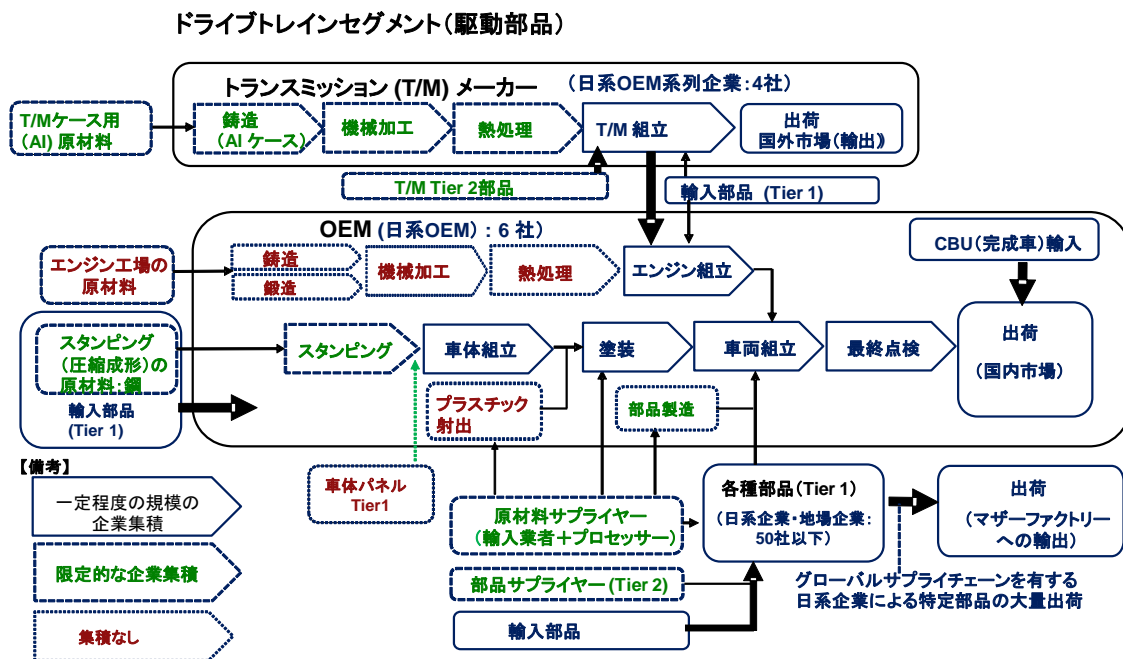 ドライブトレインセグメント(駆動部品)
トランスミッション (T/M) メーカー
(日系OEM系列企業:4社)
T/Mケース用
(Al) 原材料
鋳造
(Al ケース)
機械加工
熱処理
T/M 組立
出荷
国外市場(輸出)
T/M Tier 2部品
輸入部品 (Tier 1)
OEM (日系OEM) : 6 社)
CBU(完成車)輸入
エンジン工場の
原材料
鋳造
鍛造
機械加工
熱処理
エンジン組立
スタンピング
(圧縮成形)の
原材料:鋼
輸入部品
(Tier 1)
スタンピング
車体組立
塗装
車両組立
最終点検
出荷
(国内市場)
プラスチック
射出
部品製造
【備考】
一定程度の規模の
企業集積
限定的な企業集積
集積なし
車体パネル
Tier1
原材料サプライヤー
(輸入業者+プロセッサー)
部品サプライヤー (Tier 2)
輸入部品
各種部品(Tier 1)
(日系企業・地場企業:
50社以下)
出荷
(マザーファクトリー
への輸出)
グローバルサプライチェーンを有する
日系企業による特定部品の大量出荷